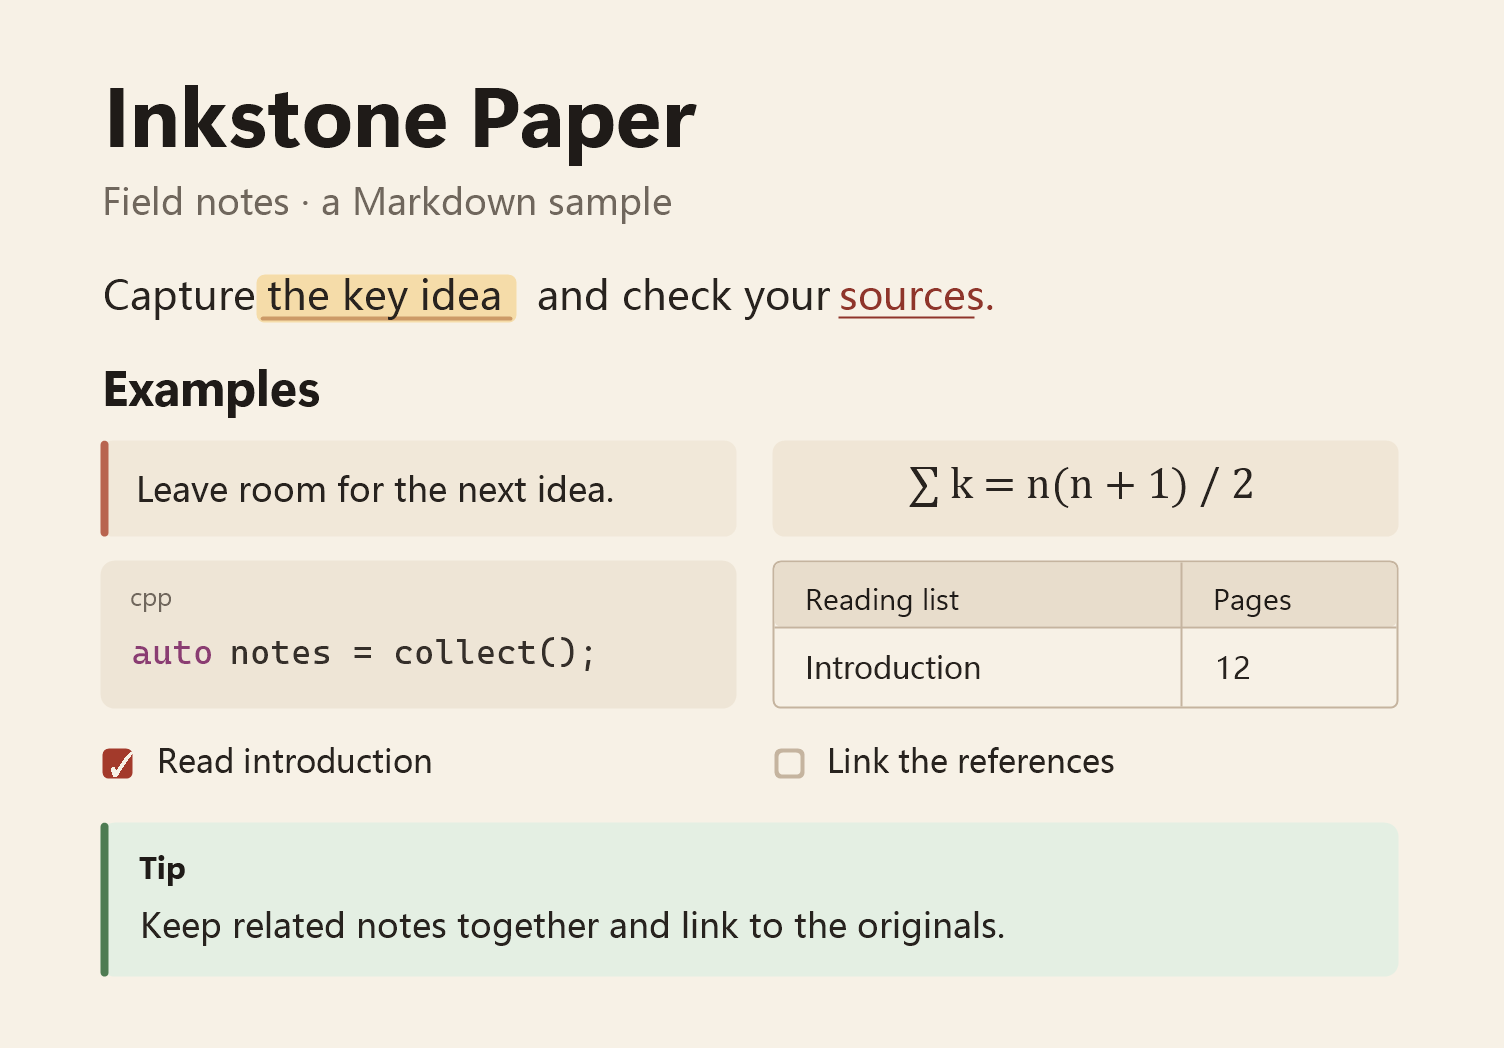 Inkstone Paper
Field notes · a Markdown sample
Capture the key idea and check your sources.
Examples
Leave room for the next idea.
∑ k = n(n + 1) / 2
cpp
auto notes = collect();
Reading list Pages
Introduction 12
Read introduction
Link the references
Tip
Keep related notes together and link to the originals.